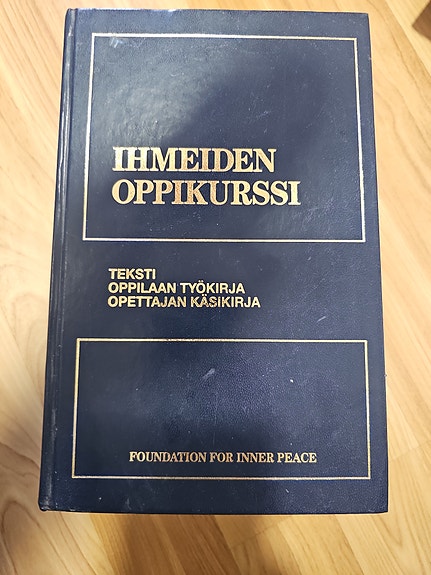 IHMEIDEN
OPPIKURSSI
TEKSTI
OPPILAAN TYÖKIRJA
OPETTAJAN KÄSIKIRJA
FOUNDATION FOR INNER PEACE